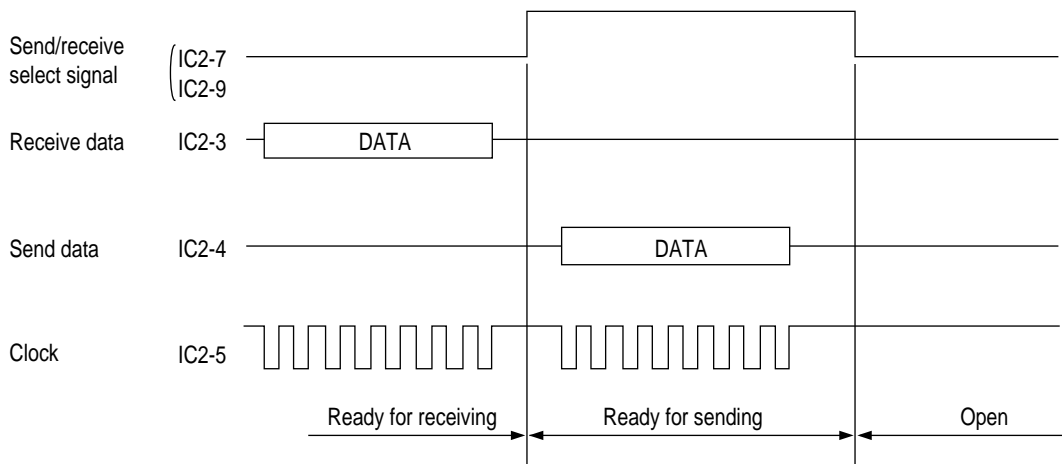 Send/receive
select signal
IC2-7
IC2-9
Receive data IC2-3 DATA
Send data IC2-4 DATA
Clock IC2-5
Ready for receiving Ready for sending Open